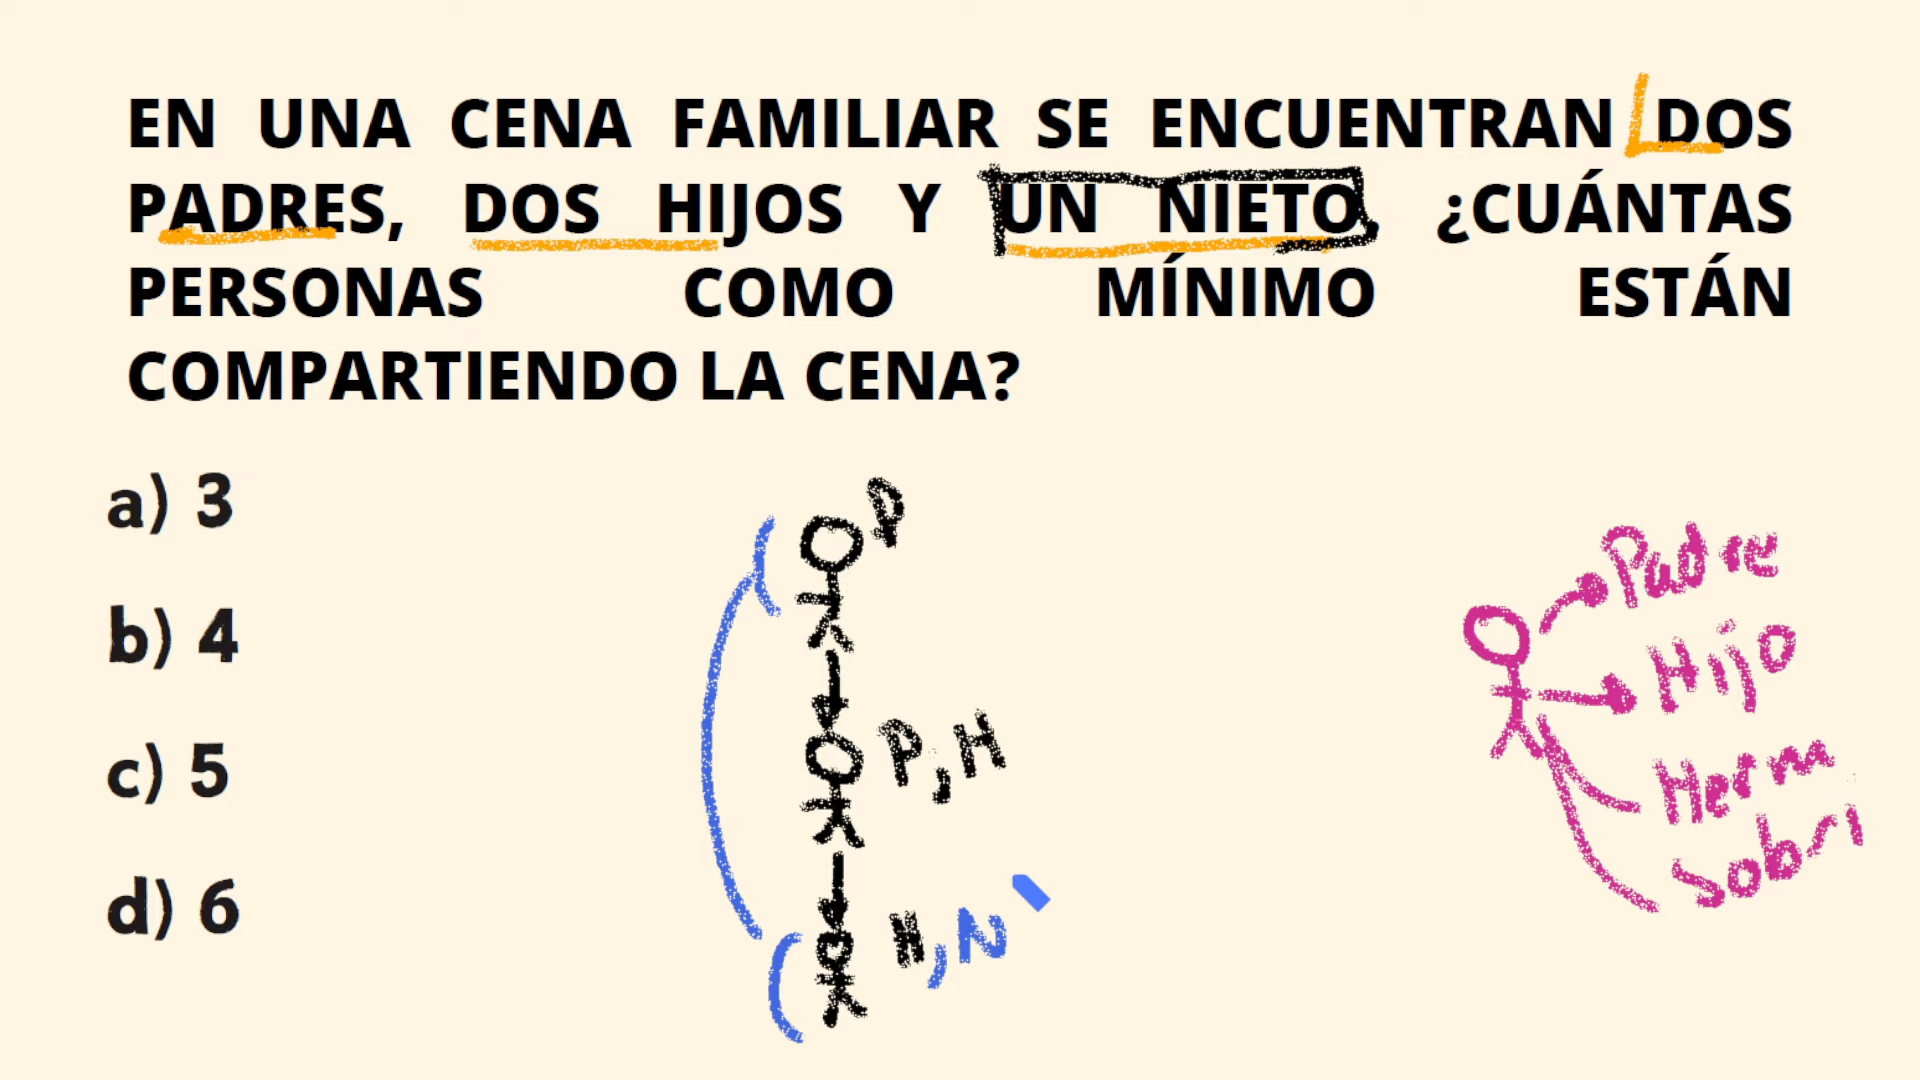 EN UNA CENA FAMILIAR SE ENCUENTRAN DOS
PADRES, DOS HIJOS Y UN NIETO, ¿CUÁNTAS
PERSONAS COMO MÍNIMO ESTÁN
COMPARTIENDO LA CENA?
a) 3
b) 4
c) 5
d) 6
P
P, H
H, N
Padre
Hijo
Herm
Sobri